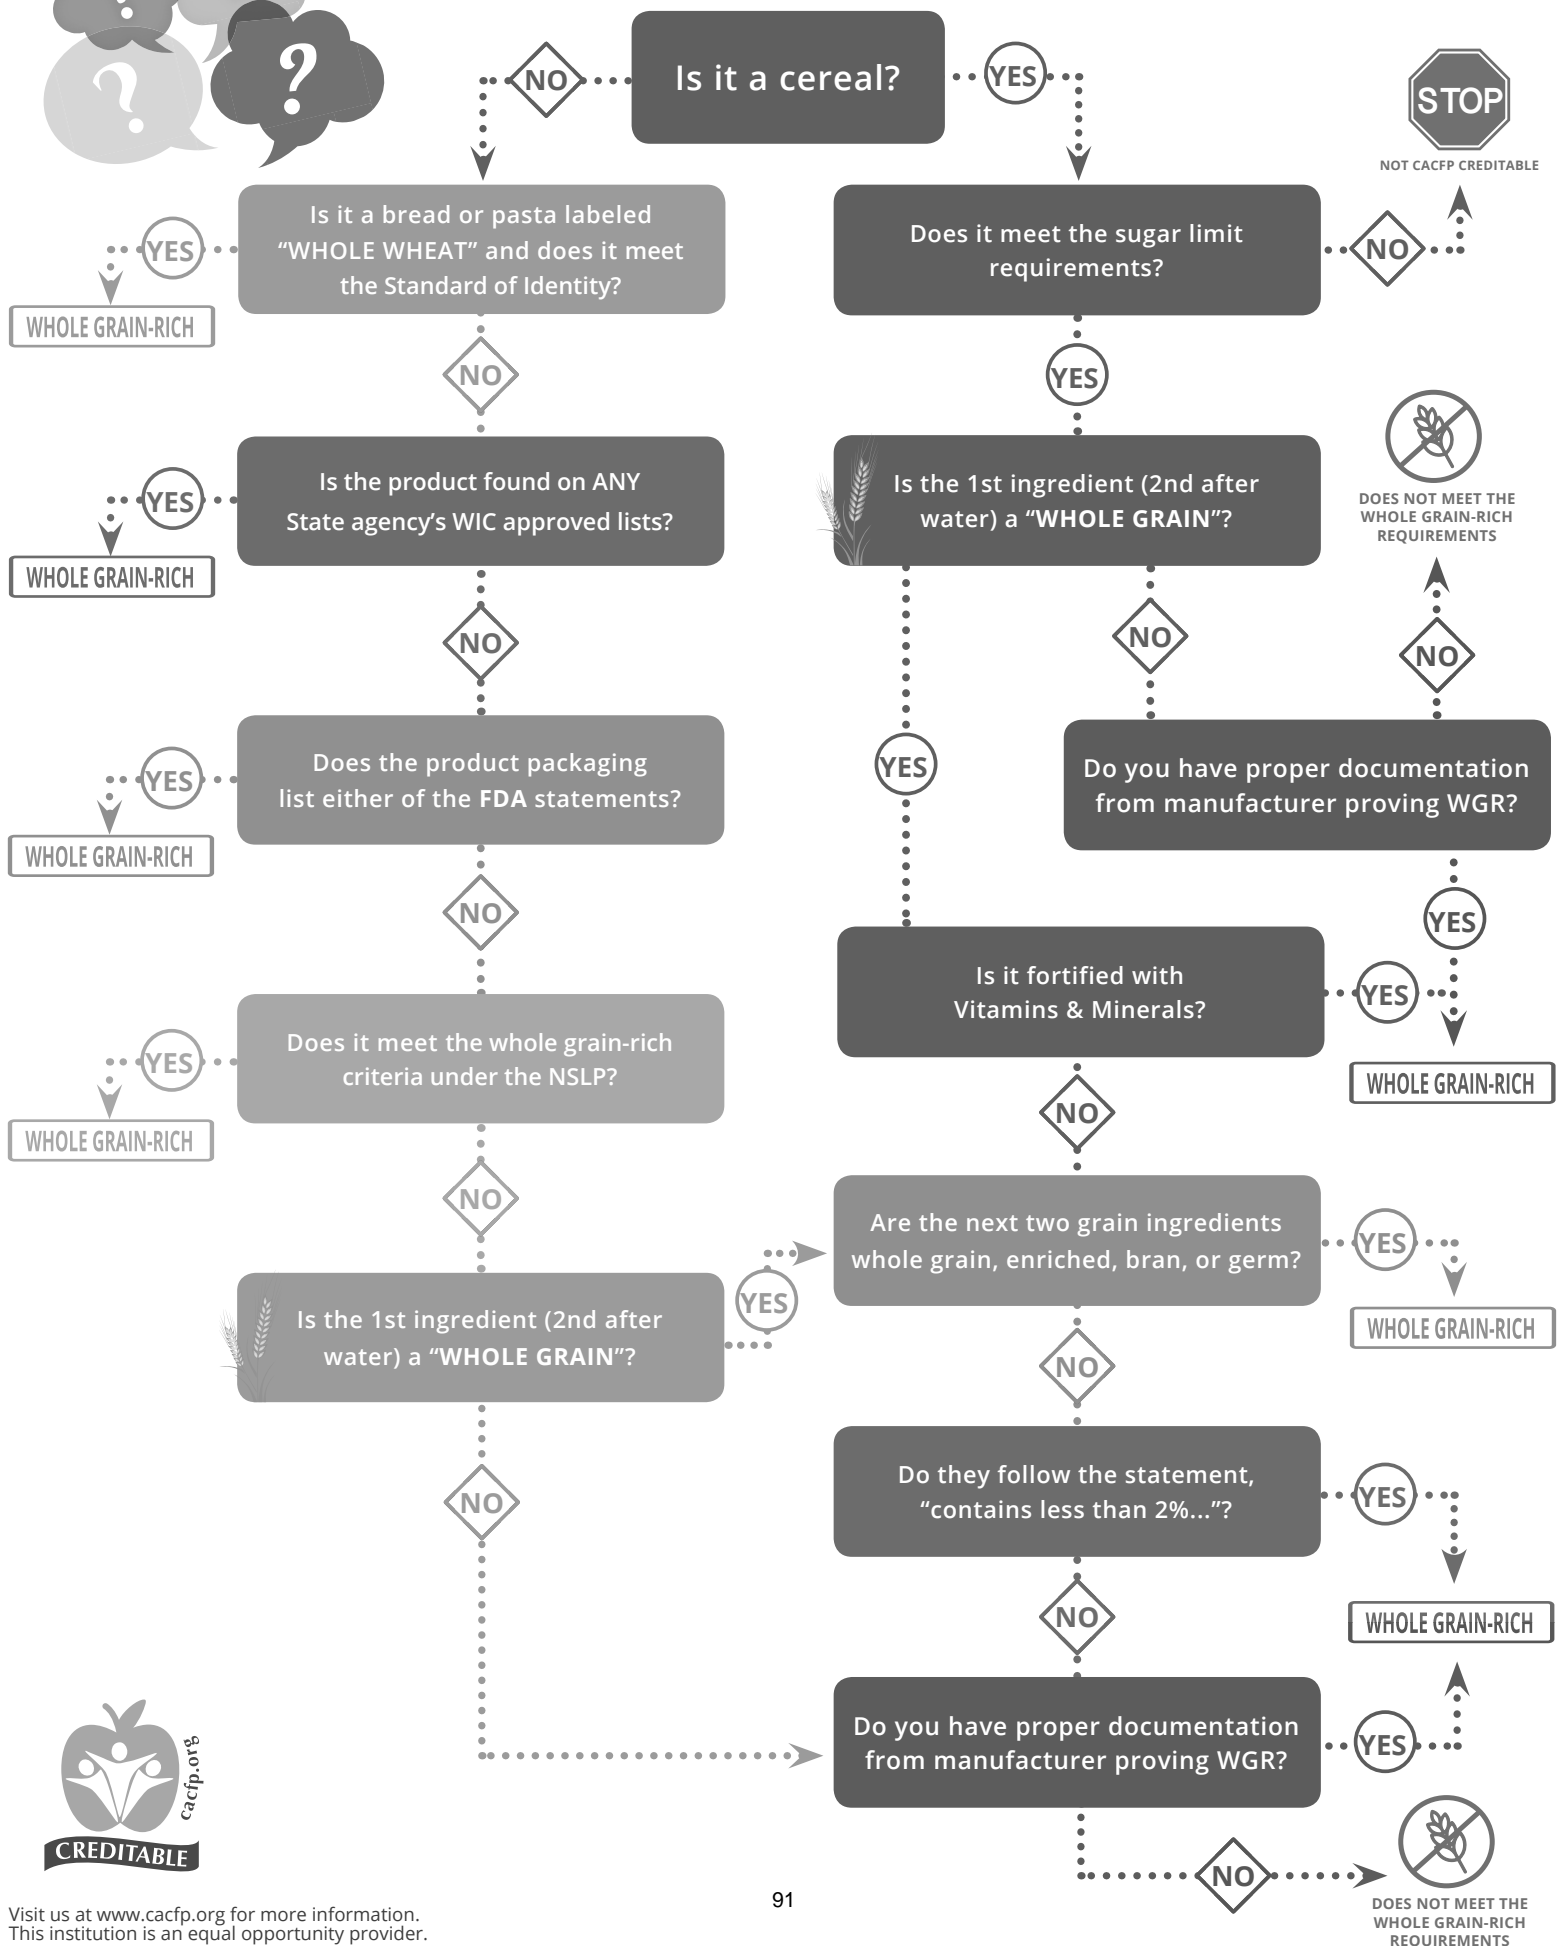 ?
?
?
Is it a cereal?
NO
YES
STOP
NOT CACFP CREDITABLE
Is it a bread or pasta labeled
“WHOLE WHEAT” and does it meet
the Standard of Identity?
YES
WHOLE GRAIN-RICH
NO
Does it meet the sugar limit
requirements?
NO
YES
Is the product found on ANY
State agency’s WIC approved lists?
YES
WHOLE GRAIN-RICH
NO
Is the 1st ingredient (2nd after
water) a “WHOLE GRAIN”?
NO
YES
DOES NOT MEET THE
WHOLE GRAIN-RICH
REQUIREMENTS
NO
Do you have proper documentation
from manufacturer proving WGR?
YES
Does the product packaging
list either of the FDA statements?
YES
WHOLE GRAIN-RICH
NO
Is it fortified with
Vitamins & Minerals?
YES
WHOLE GRAIN-RICH
NO
Does it meet the whole grain-rich
criteria under the NSLP?
YES
WHOLE GRAIN-RICH
NO
Is the 1st ingredient (2nd after
water) a “WHOLE GRAIN”?
YES
NO
Are the next two grain ingredients
whole grain, enriched, bran, or germ?
YES
WHOLE GRAIN-RICH
NO
Do they follow the statement,
“contains less than 2%...”?
YES
WHOLE GRAIN-RICH
NO
Do you have proper documentation
from manufacturer proving WGR?
YES
NO
DOES NOT MEET THE
WHOLE GRAIN-RICH
REQUIREMENTS
cacfp.org
CREDITABLE
91
Visit us at www.cacfp.org for more information.
This institution is an equal opportunity provider.